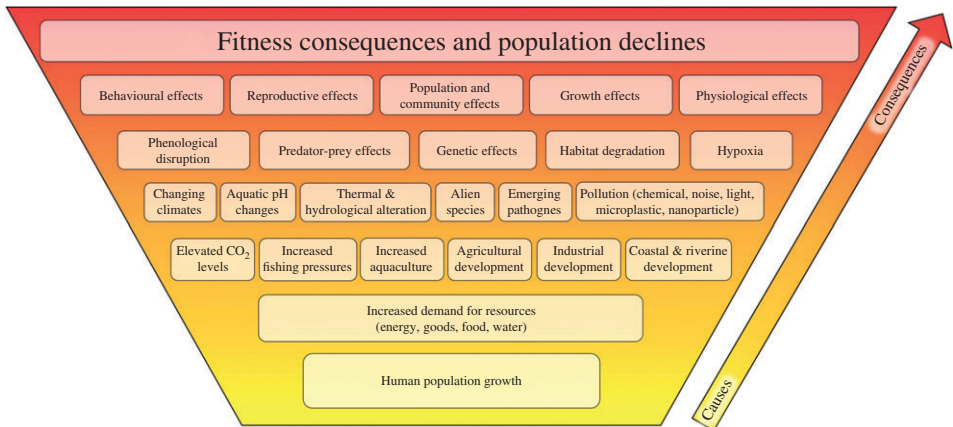 Fitness consequences and population declines
Behavioural effects
Reproductive effects
Population and
community effects
Growth effects
Physiological effects
Phenological
disruption
Predator-prey effects
Genetic effects
Habitat degradation
Hypoxia
Changing
climates
Aquatic pH
changes
Thermal &
hydrological alteration
Alien
species
Emerging
pathognes
Pollution (chemical, noise, light,
microplastic, nanoparticle)
Elevated CO₂
levels
Increased
fishing pressures
Increased
aquaculture
Agricultural
development
Industrial
development
Coastal & riverine
development
Increased demand for resources
(energy, goods, food, water)
Human population growth
Consequences
Causes